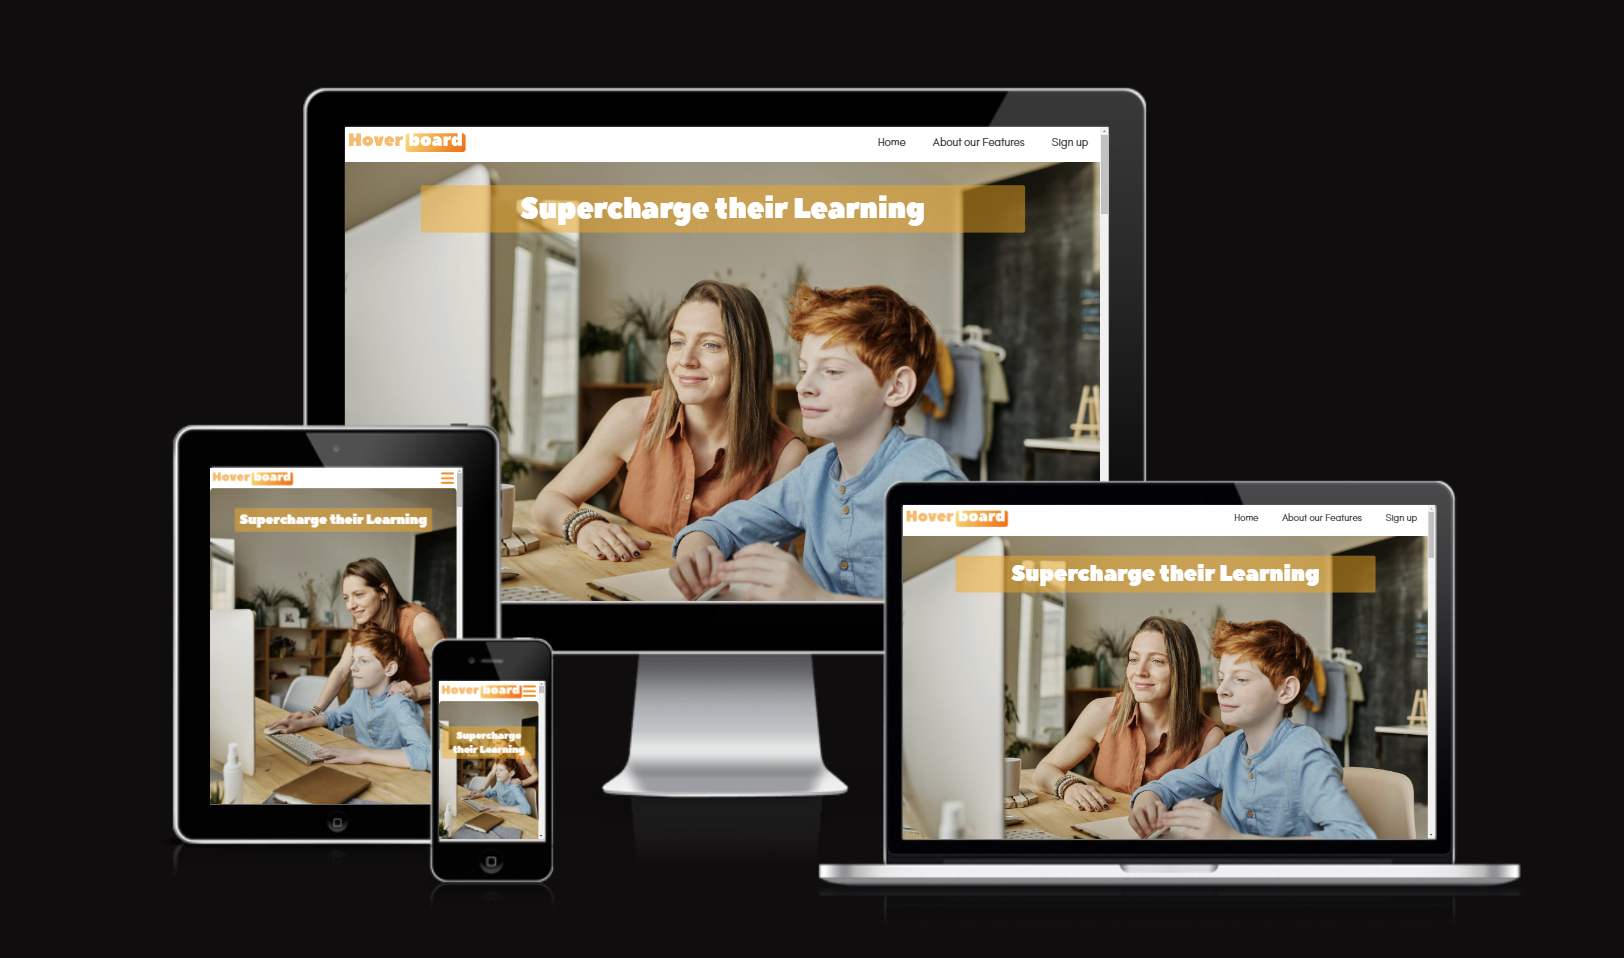 Hover board
Home About our Features Sign up
Supercharge their Learning
Hover board
Supercharge their Learning
Hover board
Supercharge
their Learning
Hover board
Home About our Features Sign up
Supercharge their Learning